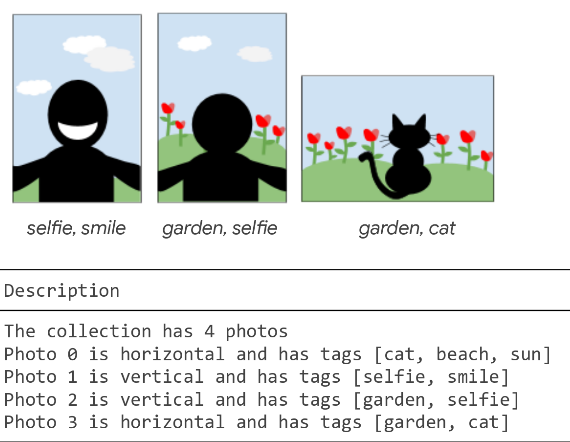 selfie, smile
garden, selfie
garden, cat
Description
The collection has 4 photos
Photo 0 is horizontal and has tags [cat, beach, sun]
Photo 1 is vertical and has tags [selfie, smile]
Photo 2 is vertical and has tags [garden, selfie]
Photo 3 is horizontal and has tags [garden, cat]